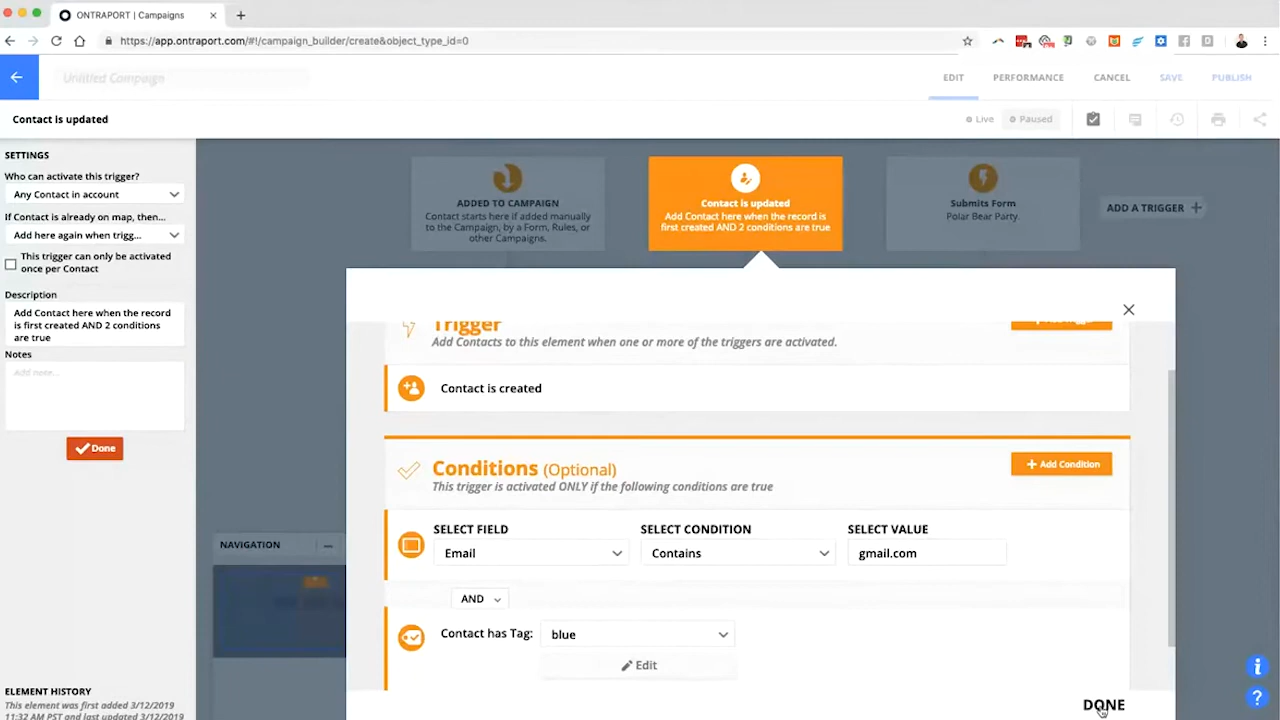 ONTRAPORT | Campaigns
https://app.ontraport.com/#!/campaign_builder/create&object_type_id=0
Untitled Campaign
EDIT
PERFORMANCE
CANCEL
SAVE
PUBLISH
Contact is updated
Live
Paused
SETTINGS
Who can activate this trigger?
Any Contact in account
If Contact is already on map, then...
Add here again when trigg...
This trigger can only be activated
once per Contact
Description
Add Contact here when the record
is first created AND 2 conditions
are true
Notes
Add note...
Done
ELEMENT HISTORY
This element was first added 3/12/2019
11:32 AM PST and last updated 3/12/2019
ADDED TO CAMPAIGN
Contact starts here if added manually
to the Campaign, by a Form, Rules, or
other Campaigns.
Contact is updated
Add Contact here when the record is
first created AND 2 conditions are true
Submits Form
Polar Bear Party.
ADD A TRIGGER +
NAVIGATION
Trigger
Add Contacts to this element when one or more of the triggers are activated.
Contact is created
Conditions (Optional)
+ Add Condition
This trigger is activated ONLY if the following conditions are true
SELECT FIELD
SELECT CONDITION
SELECT VALUE
Email
Contains
gmail.com
AND
Contact has Tag:
blue
Edit
DONE